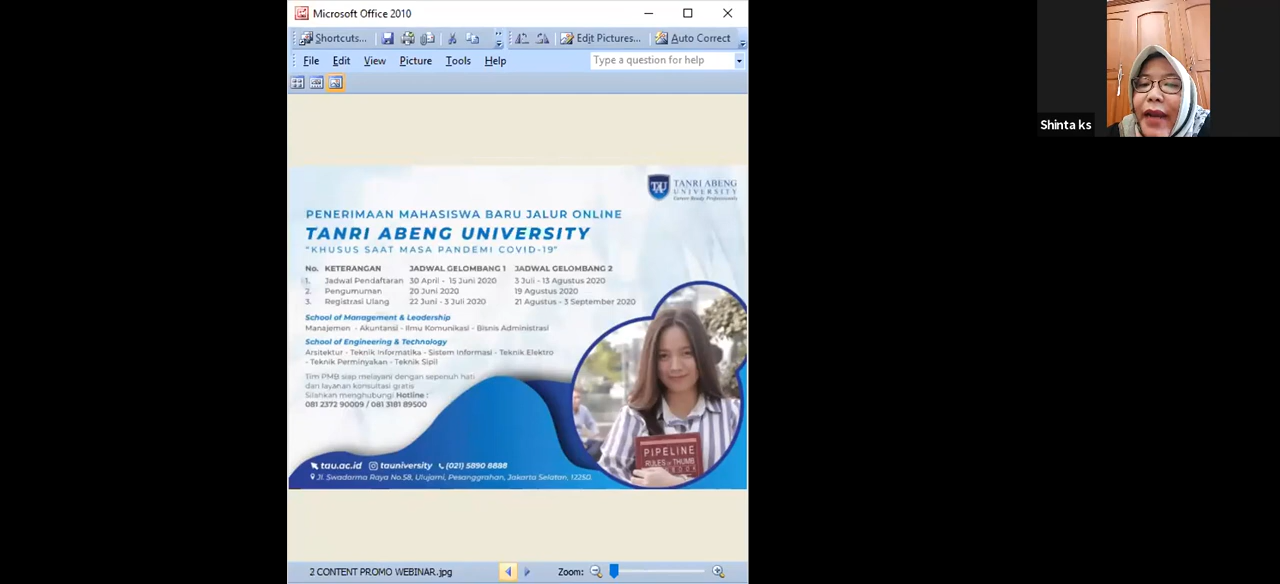 Microsoft Office 2010
Shortcuts...
Edit Pictures...
Auto Correct
File Edit View Picture Tools Help
Type a question for help
Shinta ks
TAU
TANRI ABENG
UNIVERSITY
PENERIMAAN MAHASISWA BARU JALUR ONLINE
TANRI ABENG UNIVERSITY
"KHUSUS SAAT MASA PANDEMI COVID-19"
No. KETERANGAN JADWAL GELOMBANG 1 JADWAL GELOMBANG 2
1. Jadwal Pendaftaran 30 April - 15 Juni 2020 3 Juli - 13 Agustus 2020
2. Pengumuman 20 Juni 2020 19 Agustus 2020
3. Registrasi Ulang 22 Juni - 3 Juli 2020 21 Agustus - 3 September 2020
School of Management & Leadership
Manajemen - Akuntansi - Ilmu Komunikasi - Bisnis Administrasi
School of Engineering & Technology
Arsitektur - Teknik Informatika - Sistem Informasi - Teknik Elektro
- Teknik Perminyakan - Teknik Sipil
Tim PMB siap melayani dengan sepenuh hati
dan layanan konsultasi gratis
Silahkan menghubungi Hotline :
081 2372 90009 / 081 3181 89500
PIPELINE
RULES of THUMB
tau.ac.id tauniversity (021) 5890 8888
Jl. Swadarma Raya No.58, Ulujami, Pesanggrahan, Jakarta Selatan, 12250.
2 CONTENT PROMO WEBINAR.jpg
Zoom: